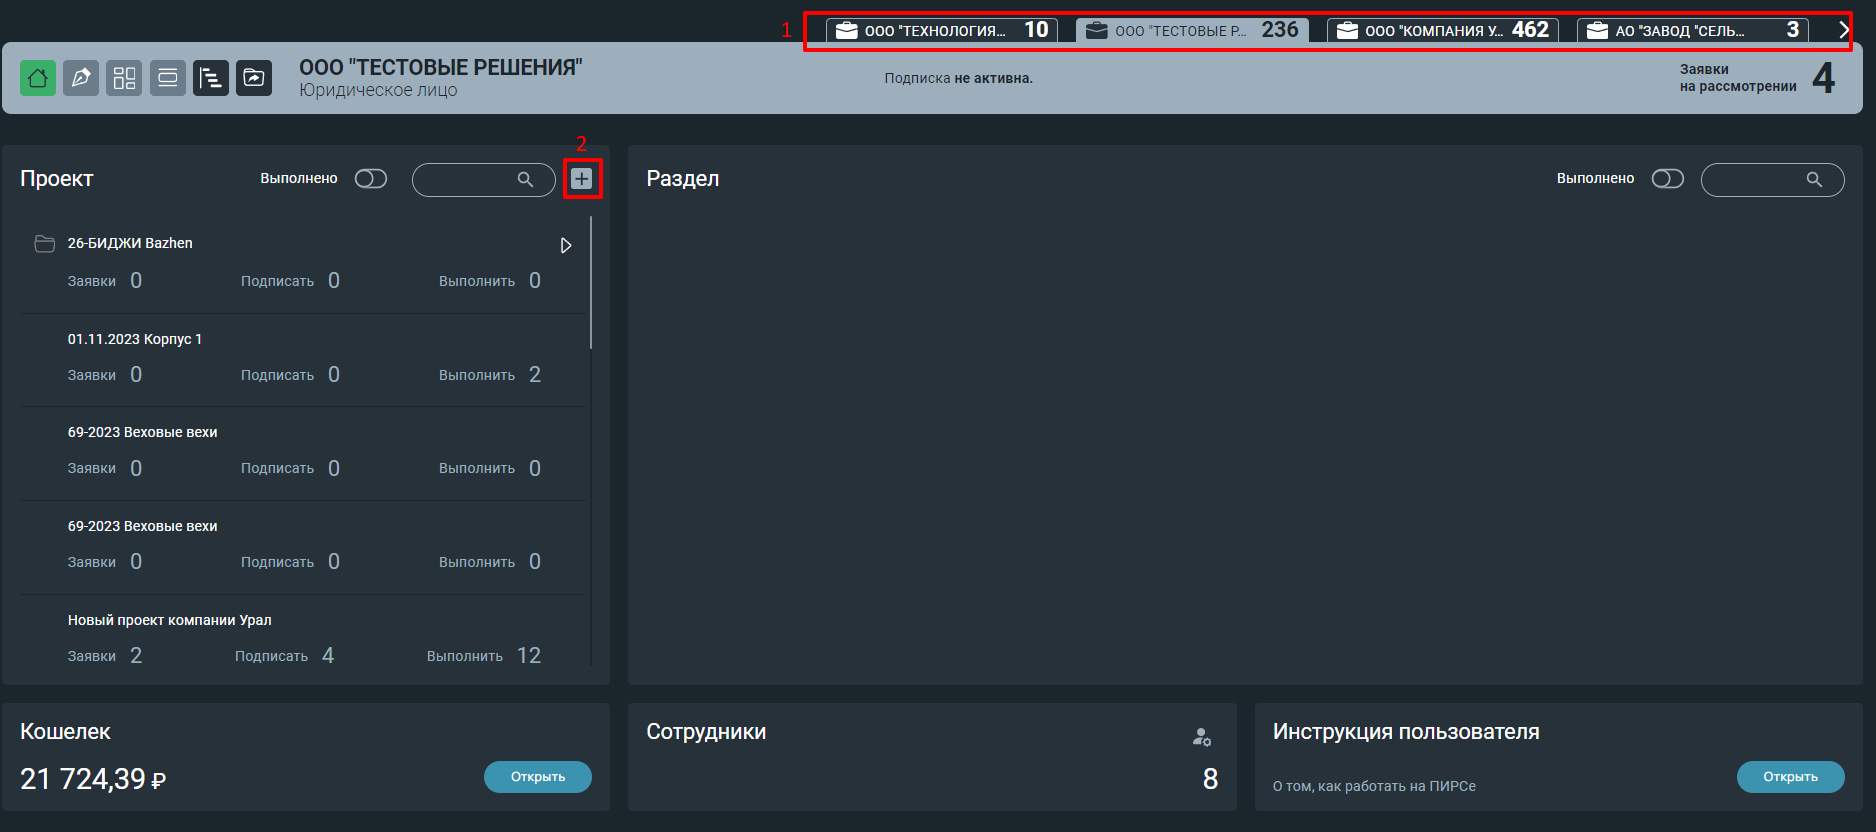 1
ООО "ТЕХНОЛОГИЯ... 10
ООО "ТЕСТОВЫЕ Р... 236
ООО "КОМПАНИЯ У... 462
АО "ЗАВОД "СЕЛЬ... 3
ООО "ТЕСТОВЫЕ РЕШЕНИЯ"
Юридическое лицо
Подписка не активна.
Заявки
на рассмотрении
4
2
Проект
Выполнено
26-БИДЖИ Bazhen
Заявки 0 Подписать 0 Выполнить 0
01.11.2023 Корпус 1
Заявки 0 Подписать 0 Выполнить 2
69-2023 Веховые вехи
Заявки 0 Подписать 0 Выполнить 0
69-2023 Веховые вехи
Заявки 0 Подписать 0 Выполнить 0
Новый проект компании Урал
Заявки 2 Подписать 4 Выполнить 12
Раздел
Выполнено
Кошелек
21 724,39 ₽
Открыть
Сотрудники
8
Инструкция пользователя
О том, как работать на ПИРСе
Открыть